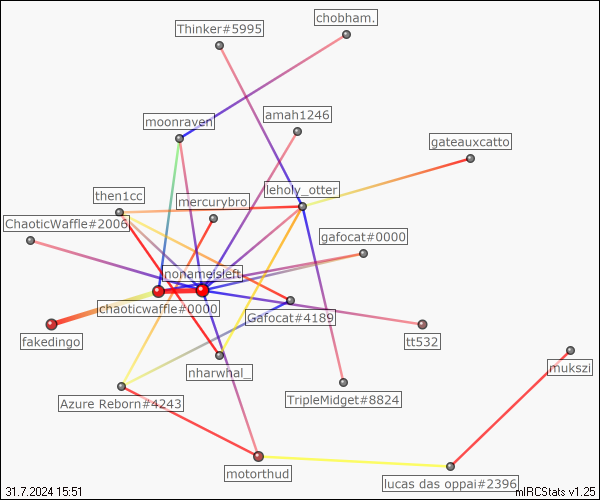 chobham.
Thinker#5995
amah1246
moonraven
gateauxcatto
leholy_otter
then1cc
mercurybro
ChaoticWaffle#2006
gafocat#0000
nonameisleft
chaoticwaffle#0000
Gafocat#4189
fakedingo
tt532
nharwhal_
mukszi
TripleMidget#8824
Azure Reborn#4243
motorthud
lucas das oppai#2396
31.7.2024 15:51
mIRCStats v1.25